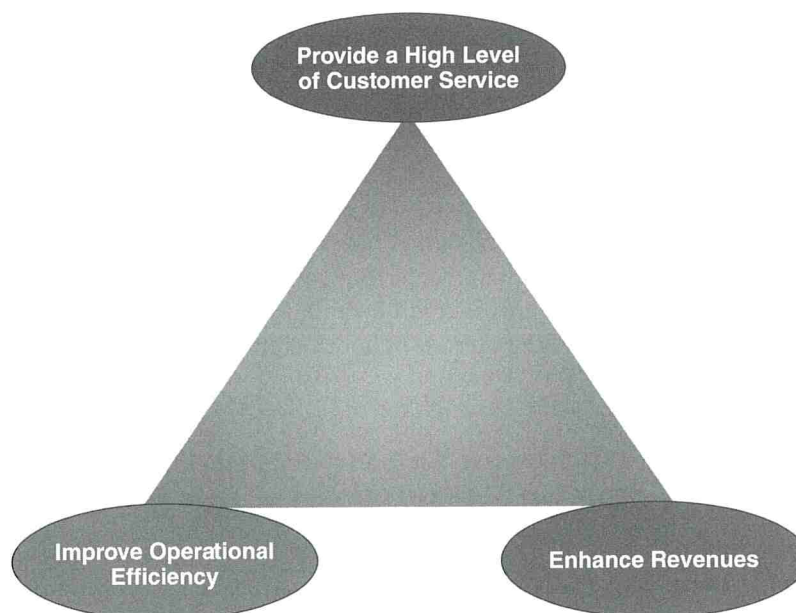 Provide a High Level
of Customer Service
Improve Operational
Efficiency
Enhance Revenues